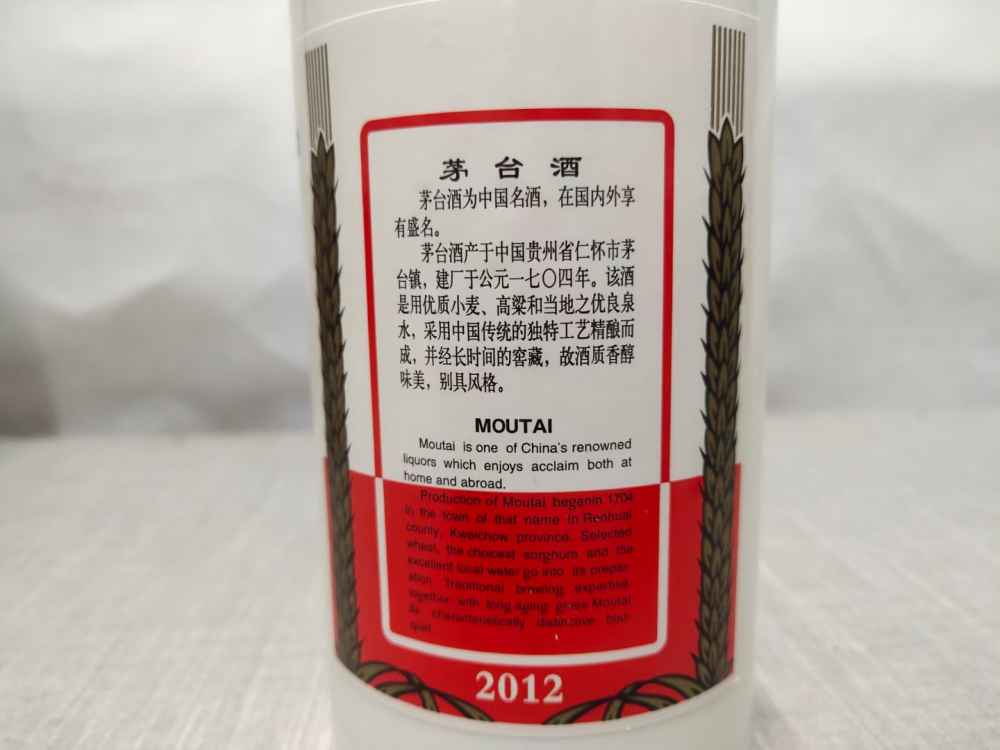 茅台酒
茅台酒为中国名酒，在国内外享
有盛名。
茅台酒产于中国贵州省仁怀市茅
台镇，建厂于公元一七〇四年。该酒
是用优质小麦、高粱和当地之优良泉
水，采用中国传统的独特工艺精酿而
成，并经长时间的窖藏，故酒质香醇
味美，别具风格。
MOUTAI
Moutai is one of China's renowned
liquors which enjoys acclaim both at
home and abroad.
Production of Moutai beganin 1704
in the town of that name in Renhuai
county, Kweichow province. Selected
wheat, the choicest sorghum and the
excellent local water go into its prepar-
ation. Traditional brewing expertise
together with long aging give Moutai
its characteristically distinctive bou-
quet.
2012